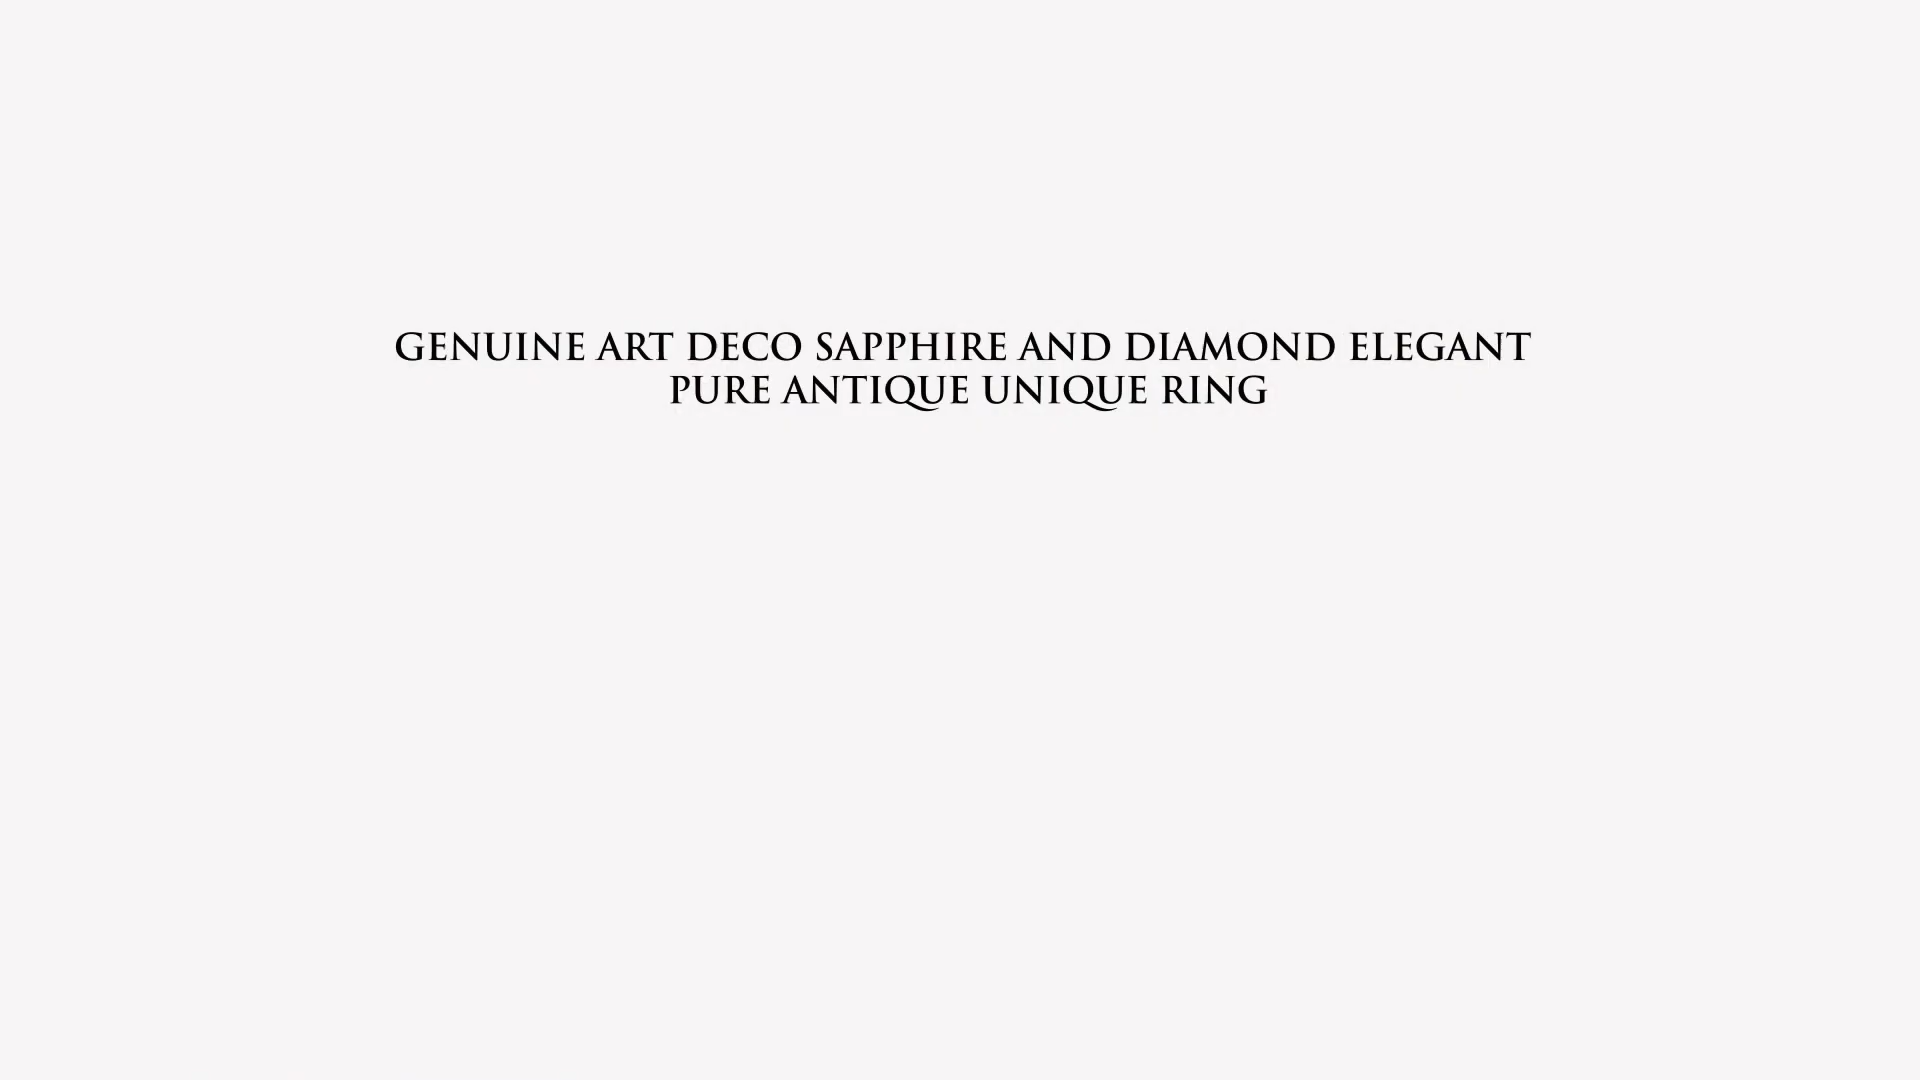 GENUINE ART DECO SAPPHIRE AND DIAMOND ELEGANT
PURE ANTIQUE UNIQUE RING